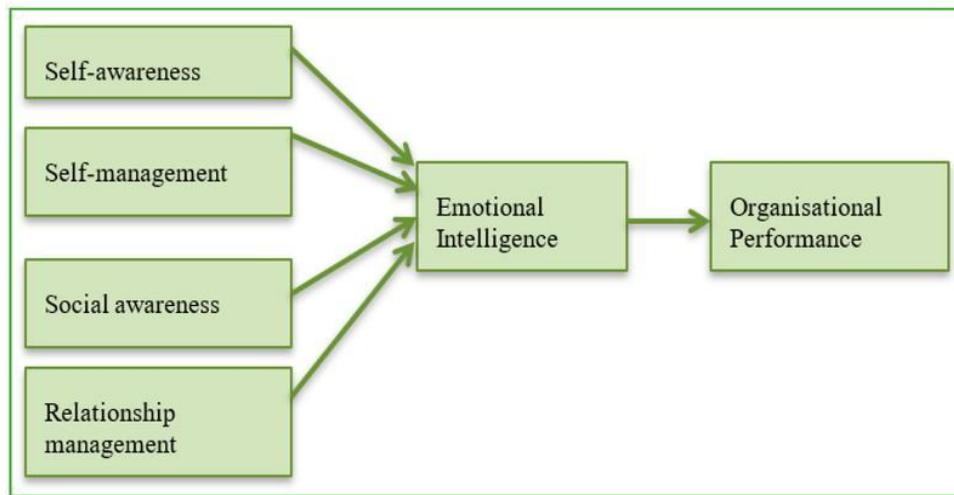 Self-awareness
Self-management
Social awareness
Relationship
management
Emotional
Intelligence
Organisational
Performance